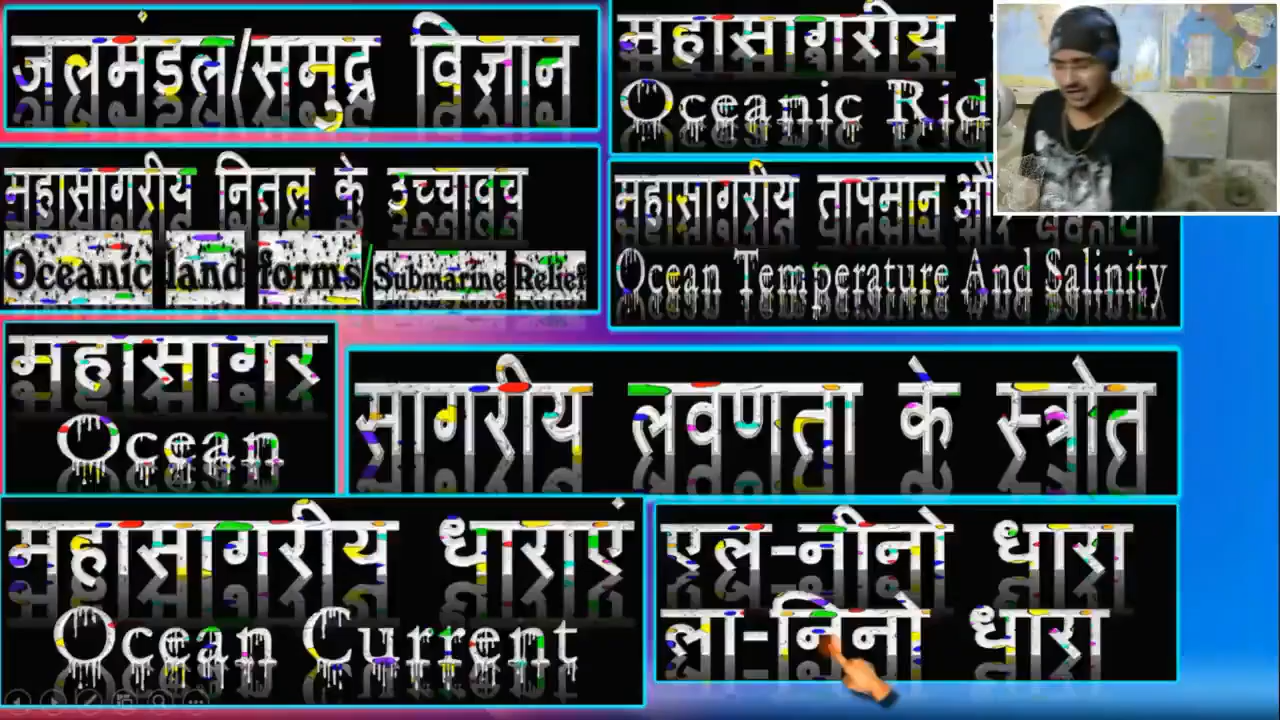 जलमंडल/समुद्र विज्ञान
महासागरीय
Oceanic
महासागरीय नितल के उच्चावच
Oceanic land forms/Submarine Relief
महासागरीय तापमान और
Ocean Temperature And Salinity
महासागर
Ocean
सागरीय लवणता के स्त्रोत
महासागरीय धाराएं
Ocean Current
एल-नीनो धारा
ला-निनो धारा